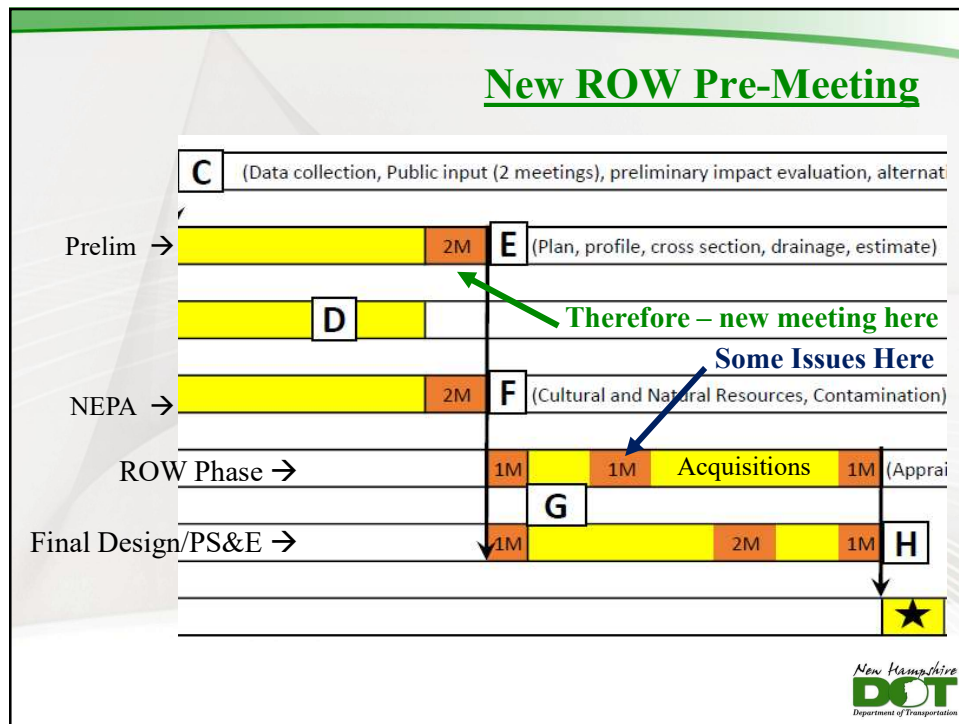 New ROW Pre-Meeting
C (Data collection, Public input (2 meetings), preliminary impact evaluation, alternati
Prelim → 2M E (Plan, profile, cross section, drainage, estimate)
D Therefore – new meeting here
Some Issues Here
NEPA → 2M F (Cultural and Natural Resources, Contamination)
ROW Phase → 1M 1M Acquisitions 1M (Apprai
G
Final Design/PS&E → 1M 2M 1M H
New Hampshire
DOT
Department of Transportation